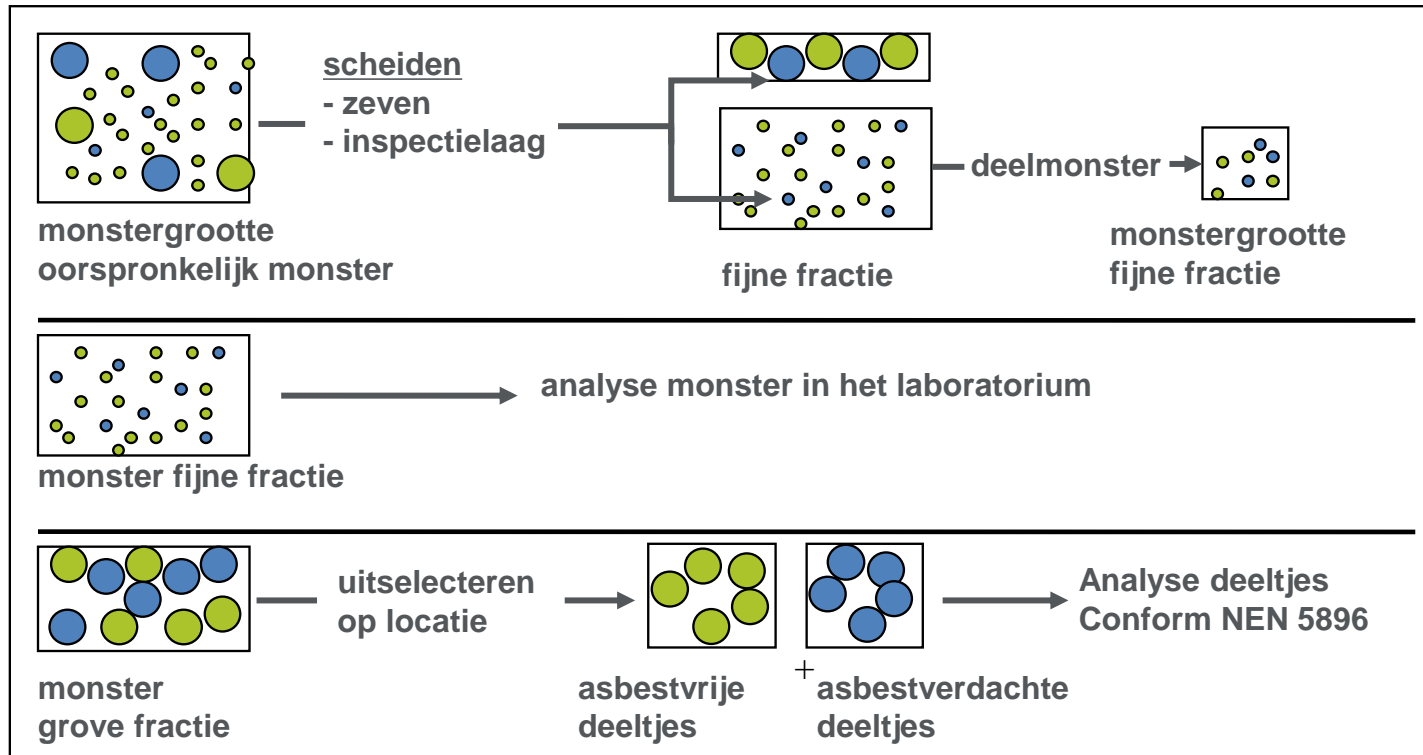 scheiden
- zeven
- inspectielaag
deelmonster
monstergrootte
oorspronkelijk monster
fijne fractie
monstergrootte
fijne fractie
analyse monster in het laboratorium
monster fijne fractie
uitselecteren
op locatie
Analyse deeltjes
Conform NEN 5896
monster
grove fractie
asbestvrije
deeltjes
+
asbestverdachte
deeltjes